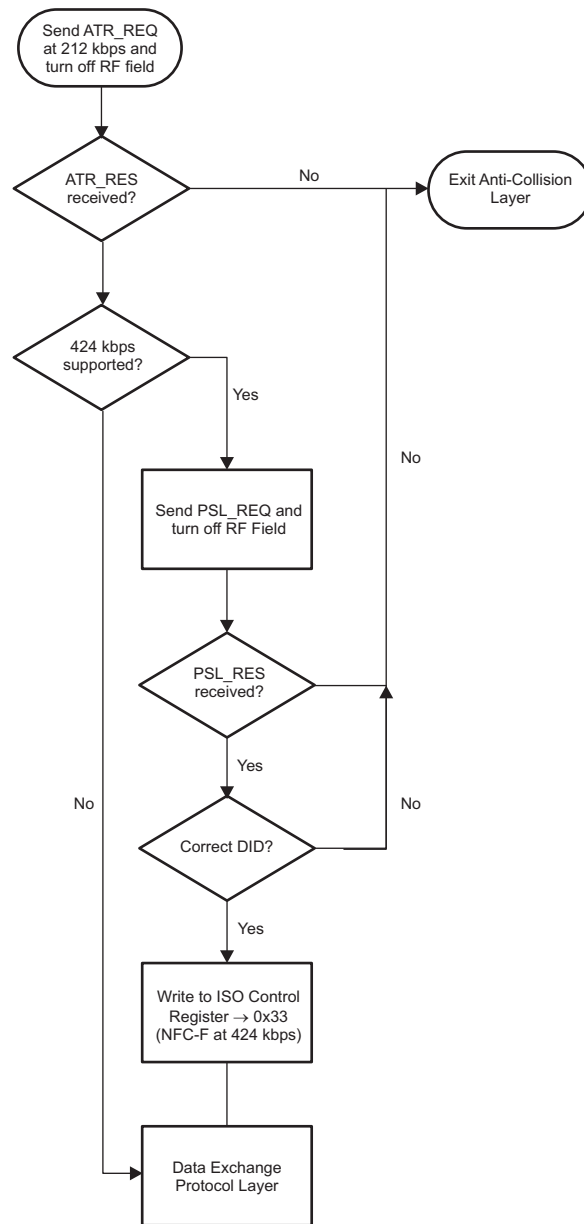 Send ATR_REQ
at 212 kbps and
turn off RF field
ATR_RES
received?
No
Exit Anti-Collision
Layer
424 kbps
supported?
Yes
No
Send PSL_REQ and
turn off RF Field
PSL_RES
received?
Yes
No
No
Correct DID?
Yes
Write to ISO Control
Register → 0x33
(NFC-F at 424 kbps)
Data Exchange
Protocol Layer